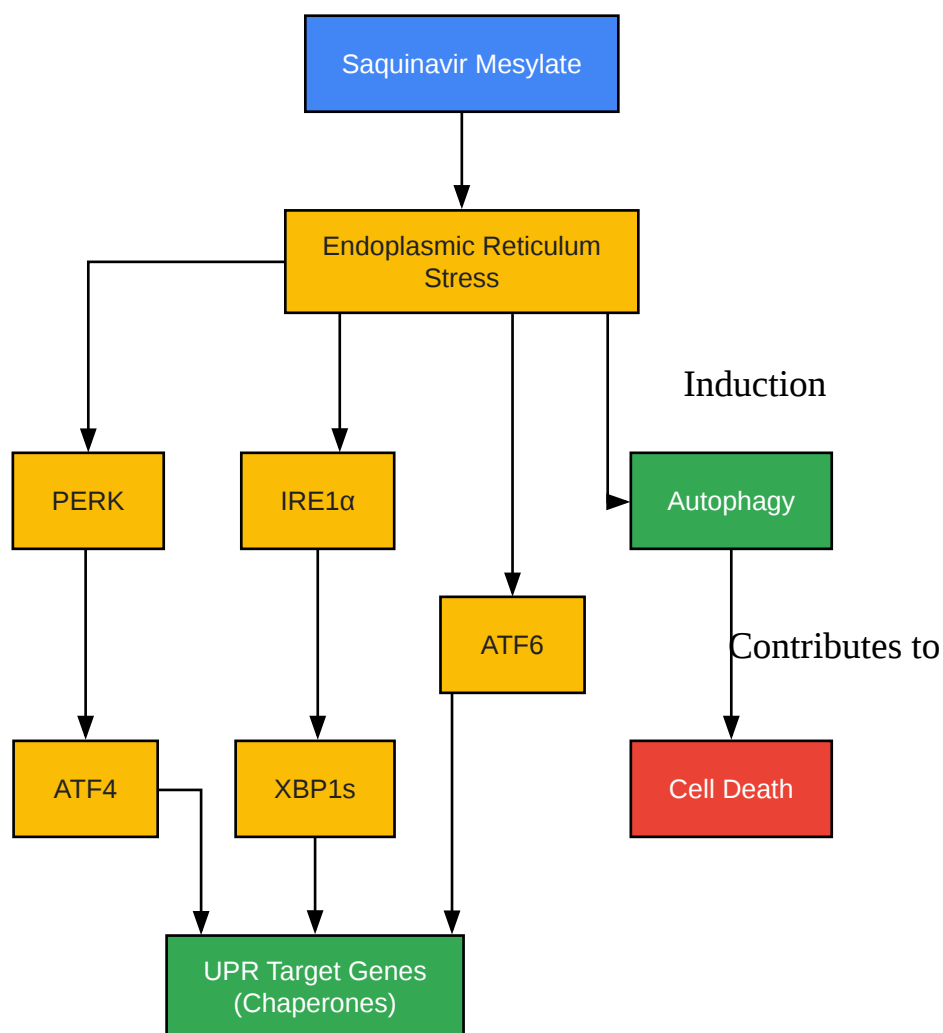 Saquinavir Mesylate
Endoplasmic Reticulum
Stress
Induction
PERK
IRE1α
Autophagy
ATF6
Contributes to
ATF4
XBP1s
Cell Death
UPR Target Genes
(Chaperones)